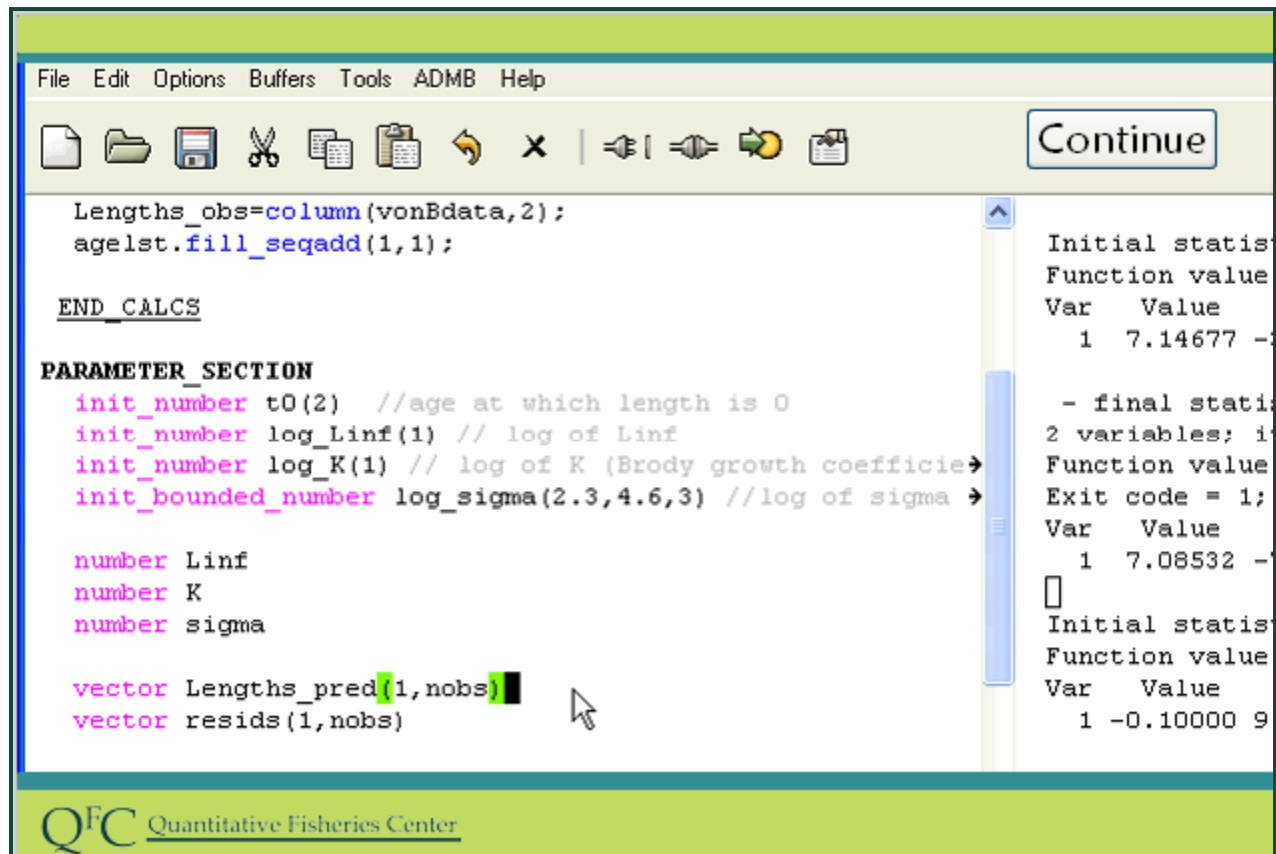 File Edit Options Buffers Tools ADMB Help
Continue
Lengths_obs=column(vonBdata,2);
agelst.fill_seqadd(1,1);
END_CALCS
PARAMETER_SECTION
init_number t0(2) //age at which length is 0
init_number log_Linf(1) // log of Linf
init_number log_K(1) // log of K (Brody growth coefficie
init_bounded_number log_sigma(2.3,4.6,3) //log of sigma
number Linf
number K
number sigma
vector Lengths_pred(1,nobs)
vector resids(1,nobs)
Initial statis
Function value
Var Value
1 7.14677 -
- final statis
2 variables; i
Function value
Exit code = 1;
Var Value
1 7.08532 -
Initial statis
Function value
Var Value
1 -0.10000 9
QFC Quantitative Fisheries Center